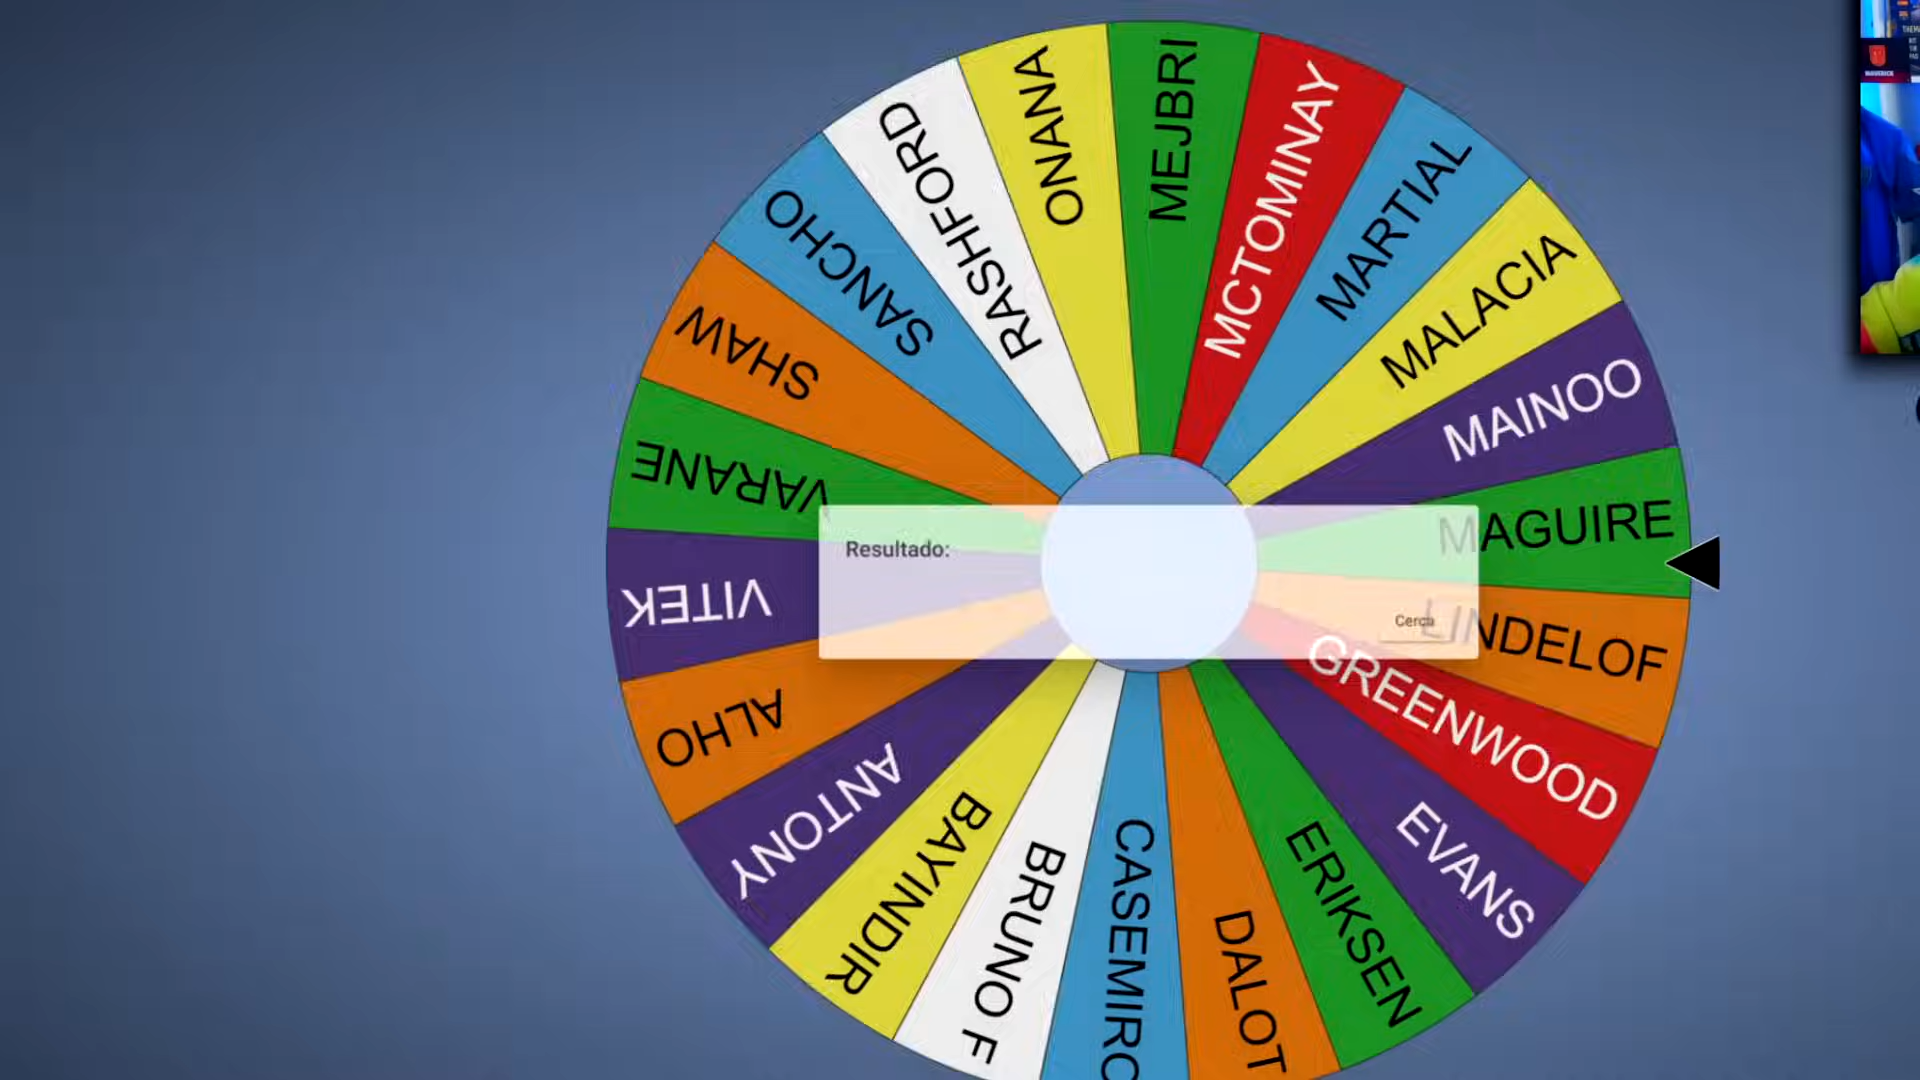 ONANA
MEJBRI
MCTOMINAY
MARTIAL
MALACIA
MAINOO
MAGUIRE
LINDELOF
GREENWOOD
EVANS
ERIKSEN
DALOT
CASEMIRO
BRUNO F
BAYINDIR
ANTONY
ALHO
VITEK
VARANE
SHAW
SANCHO
RASHFORD
Resultado:
Cerca
MAVERICK